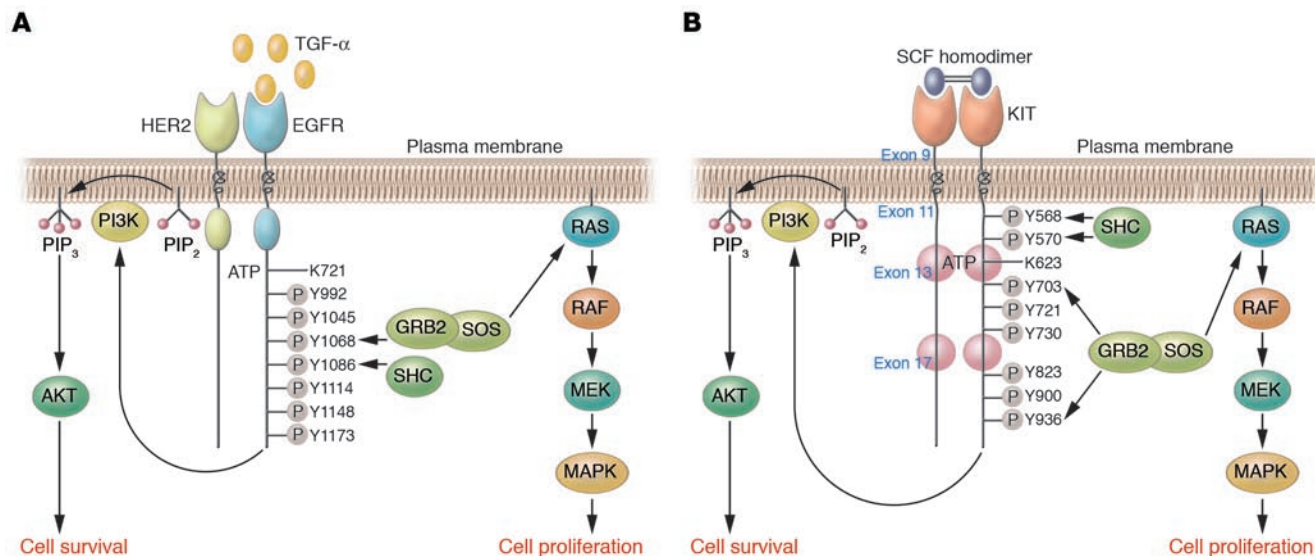 A
TGF-α
HER2
EGFR
Plasma membrane
PIP3
PI3K
PIP2
RAS
ATP
K721
P Y992
P Y1045
P Y1068
P Y1086
P Y1114
P Y1148
P Y1173
GRB2
SOS
SHC
RAF
AKT
MEK
MAPK
Cell survival
Cell proliferation
B
SCF homodimer
KIT
Exon 9
Plasma membrane
PIP3
PI3K
PIP2
Exon 11
P Y568
P Y570
SHC
RAS
Exon 13
ATP
K623
P Y703
P Y721
P Y730
GRB2
SOS
RAF
Exon 17
P Y823
P Y900
P Y936
AKT
MEK
MAPK
Cell survival
Cell proliferation